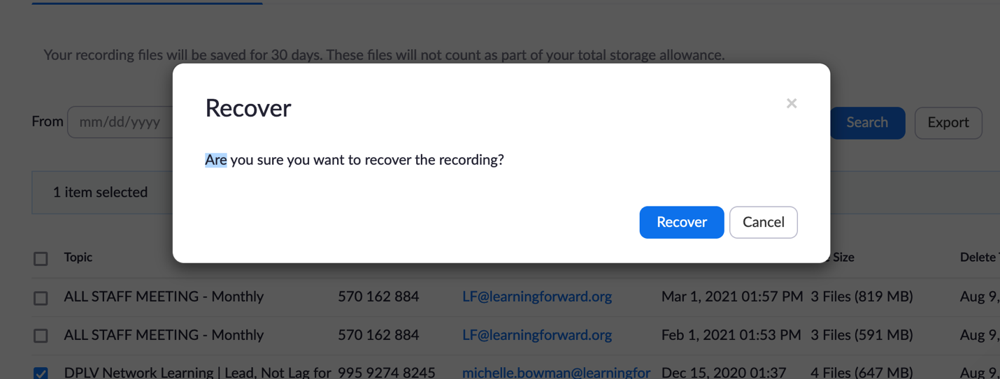 Your recording files will be saved for 30 days. These files will not count as part of your total storage allowance.
Recover
×
From mm/dd/yyyy Search Export
Are you sure you want to recover the recording?
1 item selected
Recover Cancel
Topic Size Delete
ALL STAFF MEETING - Monthly 570 162 884 LF@learningforward.org Mar 1, 2021 01:57 PM 3 Files (819 MB) Aug 9,
ALL STAFF MEETING - Monthly 570 162 884 LF@learningforward.org Feb 1, 2021 01:53 PM 3 Files (591 MB) Aug 9,
DPLV Network Learning | Lead, Not Lag for 995 9274 8245 michelle.bowman@learningfor Dec 15, 2020 01:37 4 Files (647 MB) Aug 9,